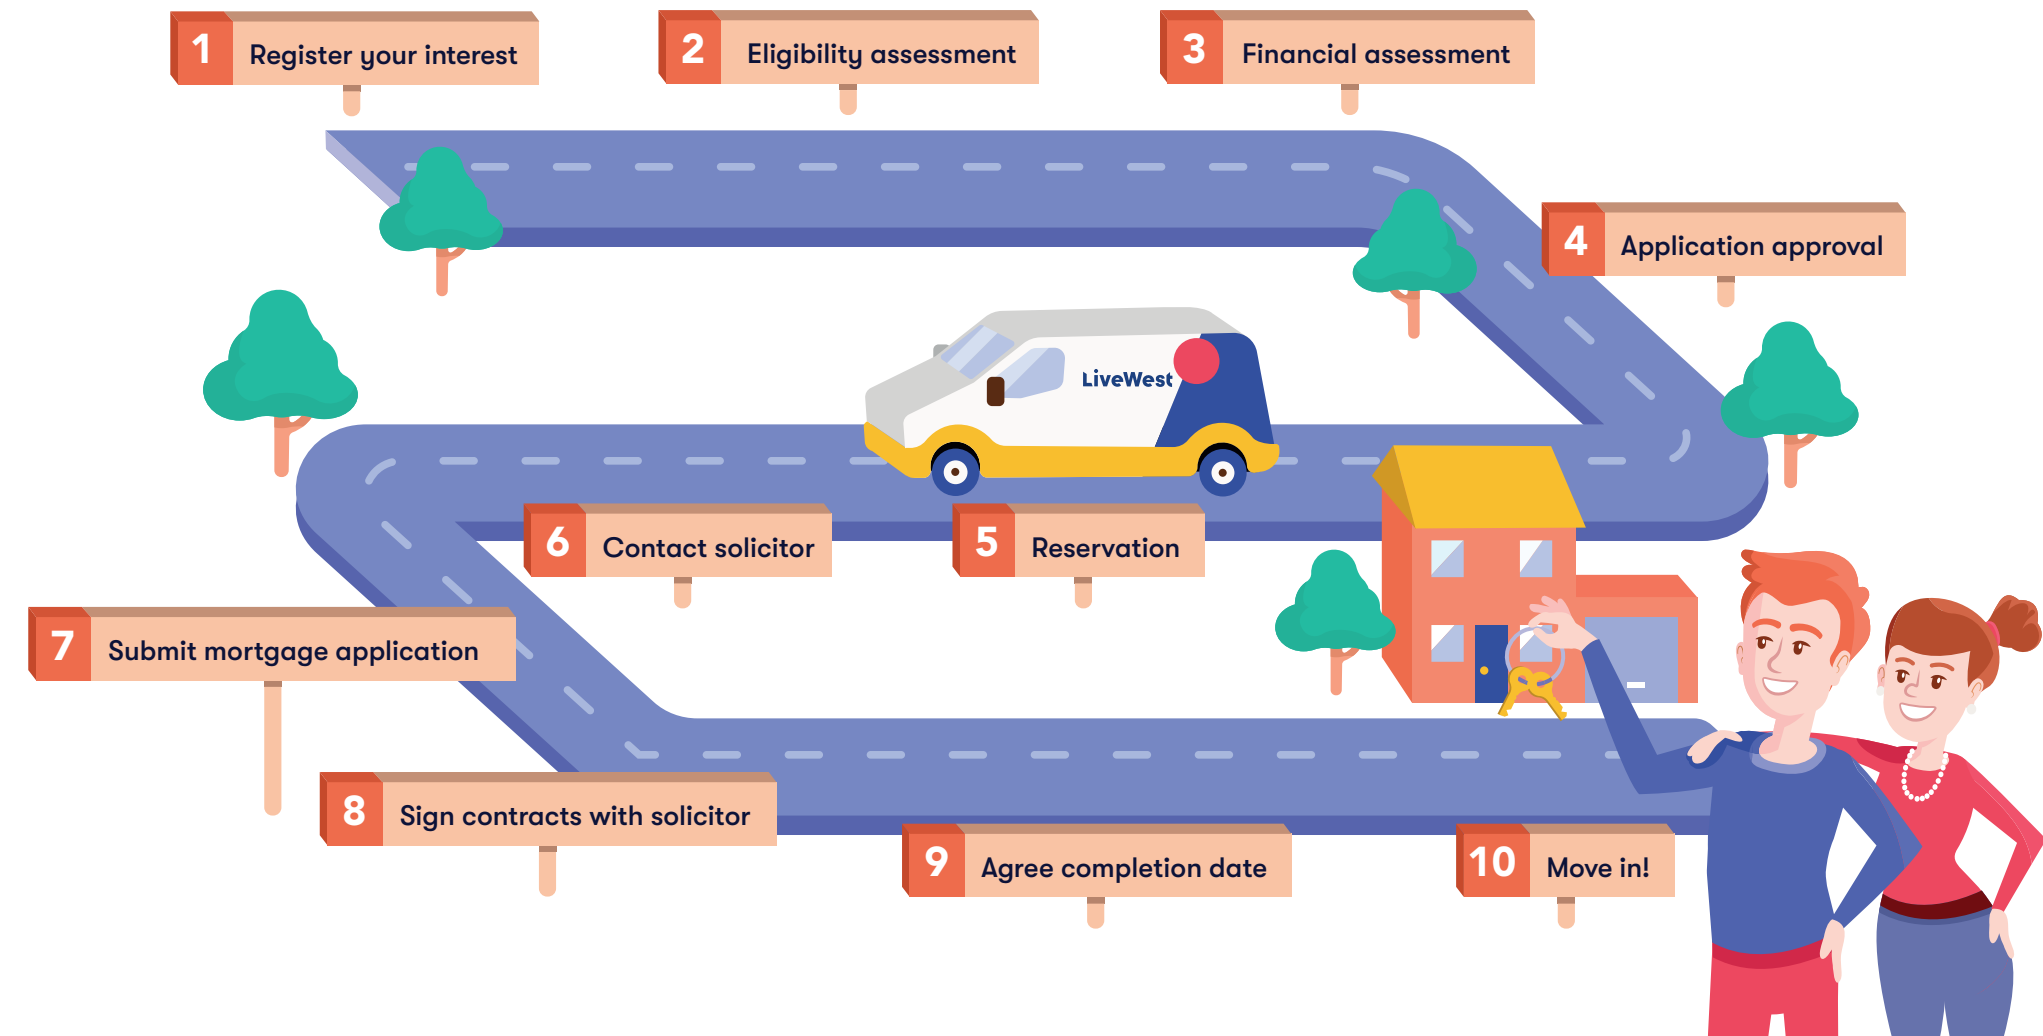 1 Register your interest
2 Eligibility assessment
3 Financial assessment
4 Application approval
LiveWest
5 Reservation
6 Contact solicitor
7 Submit mortgage application
8 Sign contracts with solicitor
9 Agree completion date
10 Move in!